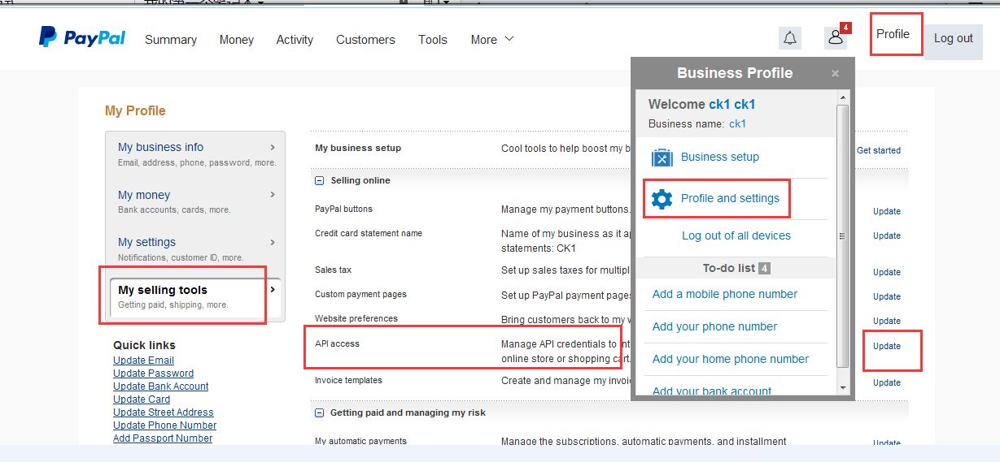 PayPal
Summary
Money
Activity
Customers
Tools
More
4
Profile
Log out
Business Profile
×
Welcome ck1 ck1
Business name: ck1
Business setup
Profile and settings
Log out of all devices
To-do list 4
Add a mobile phone number
Add your phone number
Add your home phone number
Add your bank account
My Profile
My business info
Email, address, phone, password, more.
My money
Bank accounts, cards, more.
My settings
Notifications, customer ID, more.
My selling tools
Getting paid, shipping, more.
Quick links
Update Email
Update Password
Update Bank Account
Update Card
Update Street Address
Update Phone Number
Add Passport Number
My business setup
Cool tools to help boost my b
Get started
Selling online
PayPal buttons
Manage my payment buttons.
Update
Credit card statement name
Name of my business as it ap
statements: CK1
Update
Sales tax
Set up sales taxes for multipl
Update
Custom payment pages
Set up PayPal payment pages
Update
Website preferences
Bring customers back to my w
Update
API access
Manage API credentials to int
online store or shopping cart.
Update
Invoice templates
Create and manage my invoi
Update
Getting paid and managing my risk
My automatic payments
Manage the subscriptions, automatic payments, and installment
Update